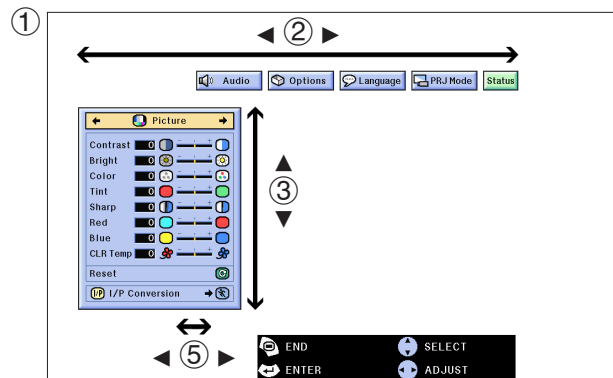 ①
◀ ② ▶
Audio Options Language PRJ Mode Status
Picture
Contrast 0
Bright 0
Color 0
Tint 0
Sharp 0
Red 0
Blue 0
CLR Temp 0
Reset
I/P I/P Conversion
▲
③
▼
◀ ⑤ ▶
END SELECT
ENTER ADJUST